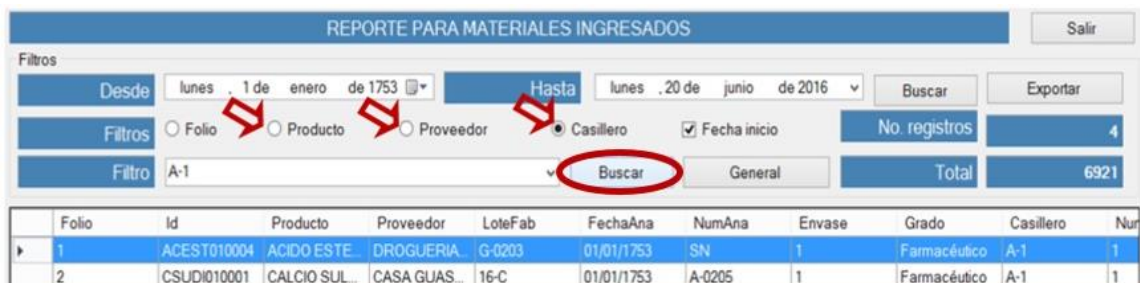 REPORTE PARA MATERIALES INGRESADOS Salir
Filtros
Desde lunes , 1 de enero de 1753 Hasta lunes , 20 de junio de 2016 Buscar Exportar
Filtros Folio Producto Proveedor Casillero Fecha inicio No. registros 4
Filtro A-1 Buscar General Total 6921
Folio Id Producto Proveedor LoteFab FechaAna NumAna Envase Grado Casillero Nur
1 ACEST010004 ACIDO ESTE... DROGUERIA... G-0203 01/01/1753 SN 1 Farmacéutico A-1 1
2 CSUDI010001 CALCIO SUL... CASA GUAS... 16-C 01/01/1753 A-0205 1 Farmacéutico A-1 1